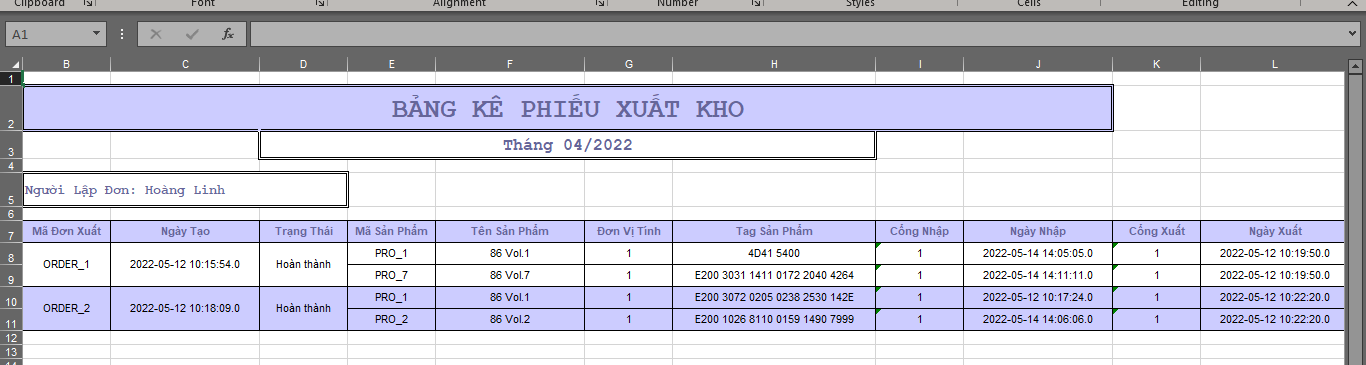 Clipboard Font Alignment Number Styles Cells Editing
A1 fx
B C D E F G H I J K L
1
2 BẢNG KÊ PHIẾU XUẤT KHO
3 Tháng 04/2022
4
5 Người Lập Đơn: Hoàng Linh
6
7 Mã Đơn Xuất Ngày Tạo Trạng Thái Mã Sản Phẩm Tên Sản Phẩm Đơn Vị Tính Tag Sản Phẩm Cổng Nhập Ngày Nhập Cổng Xuất Ngày Xuất
8 ORDER_1 2022-05-12 10:15:54.0 Hoàn thành PRO_1 86 Vol.1 1 4D41 5400 1 2022-05-14 14:05:05.0 1 2022-05-12 10:19:50.0
9 PRO_7 86 Vol.7 1 E200 3031 1411 0172 2040 4264 1 2022-05-14 14:11:11.0 1 2022-05-12 10:19:50.0
10 ORDER_2 2022-05-12 10:18:09.0 Hoàn thành PRO_1 86 Vol.1 1 E200 3072 0205 0238 2530 142E 1 2022-05-12 10:17:24.0 1 2022-05-12 10:22:20.0
11 PRO_2 86 Vol.2 1 E200 1026 8110 0159 1490 7999 1 2022-05-14 14:06:06.0 1 2022-05-12 10:22:20.0
12
13
14